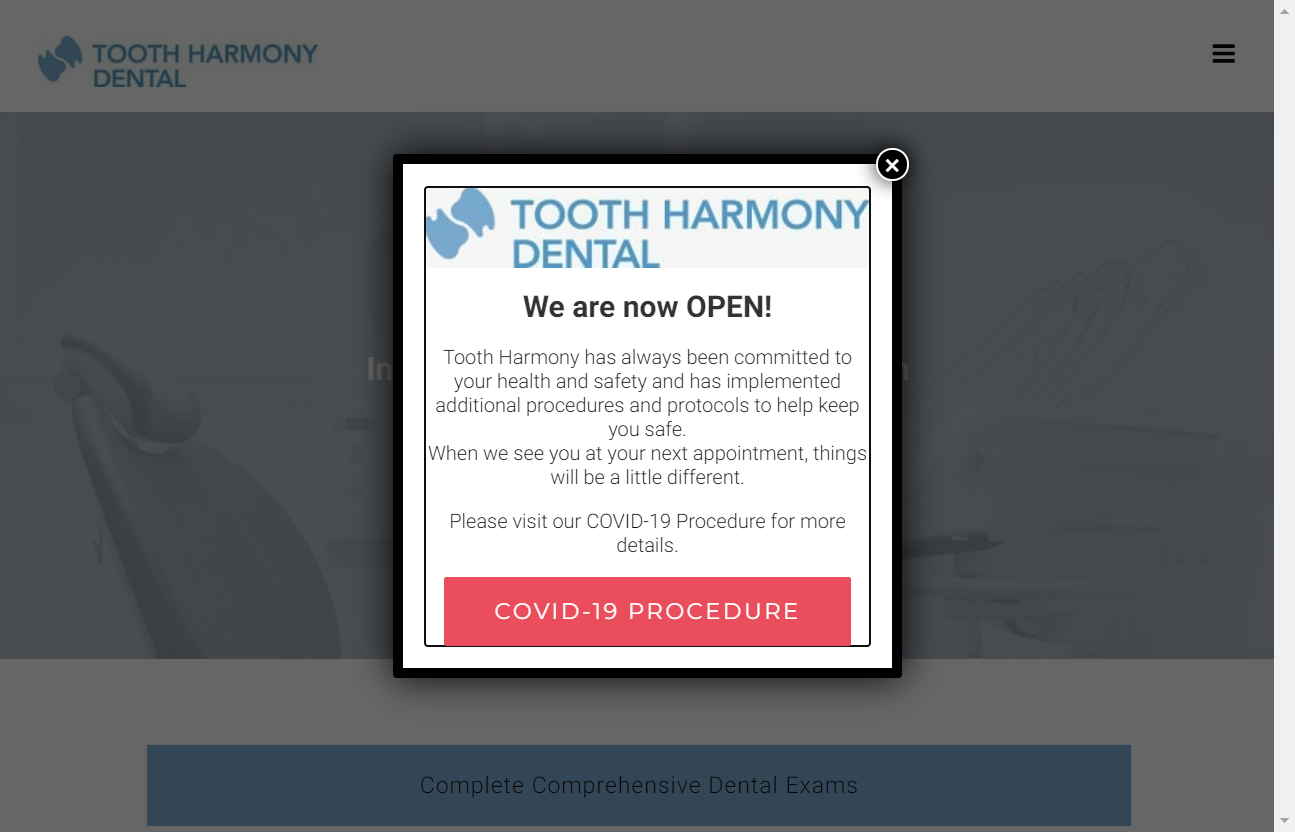 TOOTH HARMONY
DENTAL
×
TOOTH HARMONY
DENTAL
We are now OPEN!
Tooth Harmony has always been committed to
your health and safety and has implemented
additional procedures and protocols to help keep
you safe.
When we see you at your next appointment, things
will be a little different.
Please visit our COVID-19 Procedure for more
details.
COVID-19 PROCEDURE
Complete Comprehensive Dental Exams